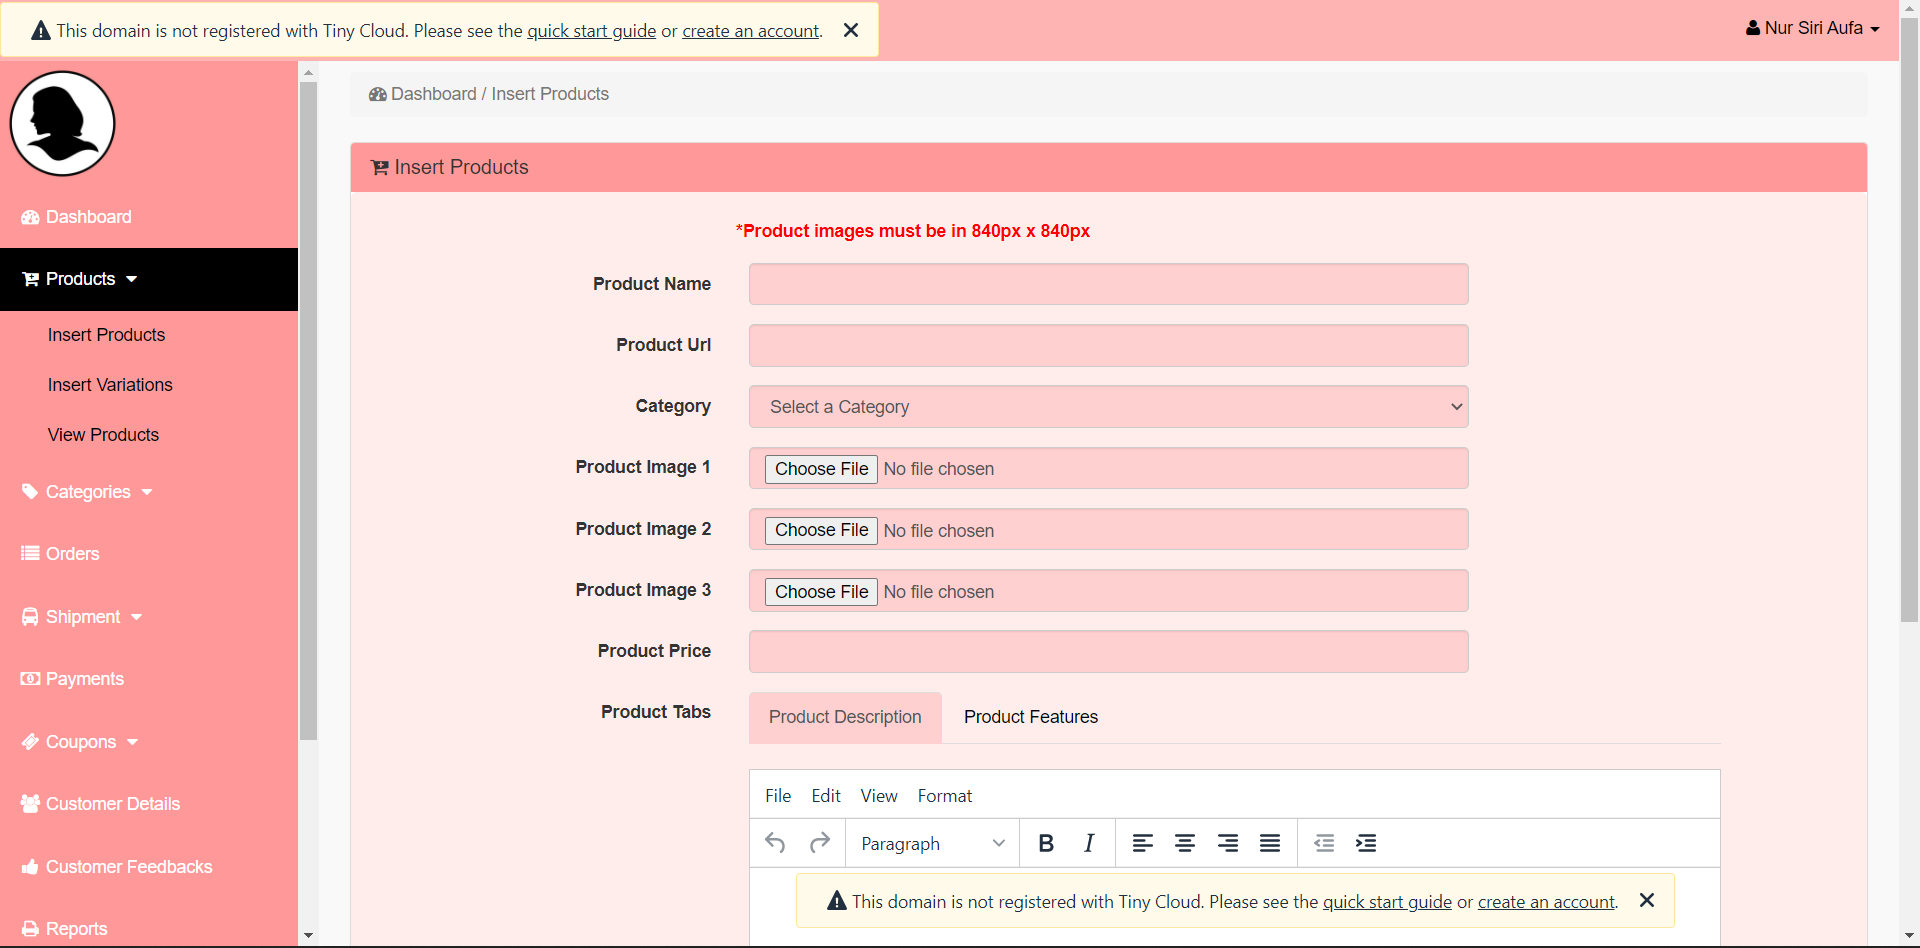 This domain is not registered with Tiny Cloud. Please see the quick start guide or create an account.
Nur Siri Aufa
Dashboard / Insert Products
Insert Products
Dashboard
Products
Insert Products
Insert Variations
View Products
Categories
Orders
Shipment
Payments
Coupons
Customer Details
Customer Feedbacks
Reports
*Product images must be in 840px x 840px
Product Name
Product Url
Category Select a Category
Product Image 1 Choose File No file chosen
Product Image 2 Choose File No file chosen
Product Image 3 Choose File No file chosen
Product Price
Product Tabs Product Description Product Features
File Edit View Format
Paragraph B I
This domain is not registered with Tiny Cloud. Please see the quick start guide or create an account.